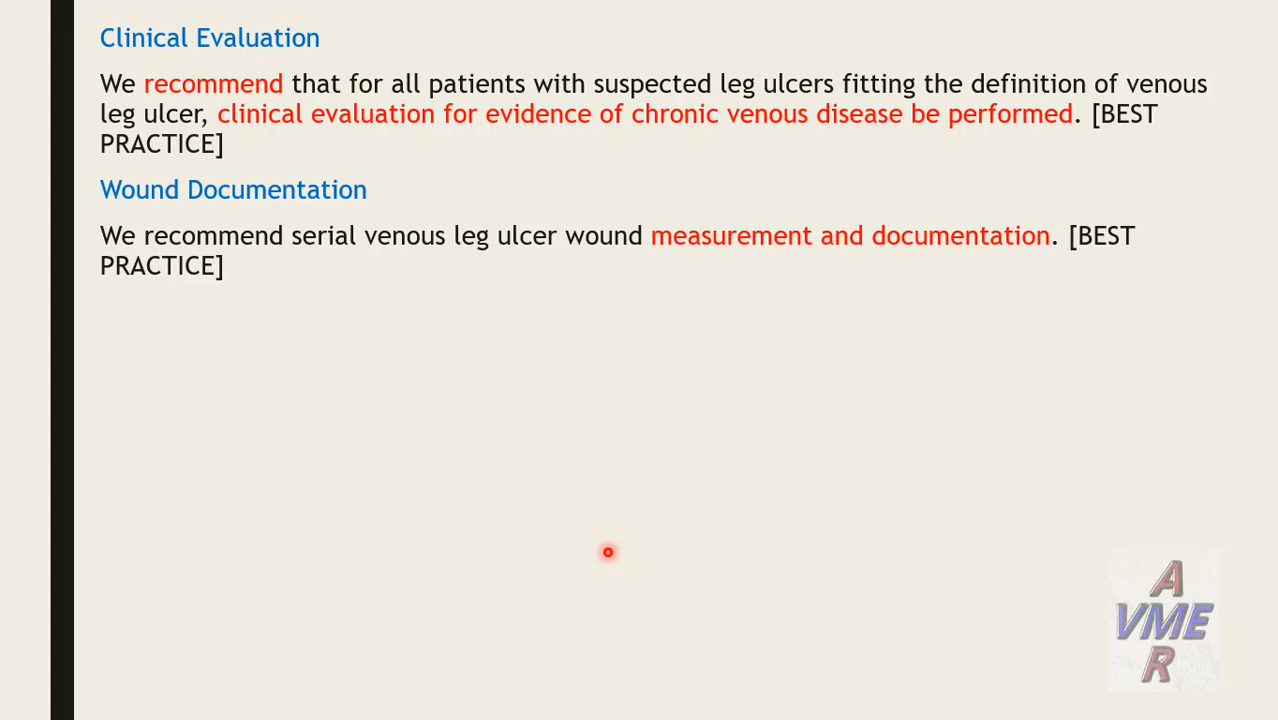 Clinical Evaluation
We recommend that for all patients with suspected leg ulcers fitting the definition of venous
leg ulcer, clinical evaluation for evidence of chronic venous disease be performed. [BEST
PRACTICE]
Wound Documentation
We recommend serial venous leg ulcer wound measurement and documentation. [BEST
PRACTICE]
A
VME
R